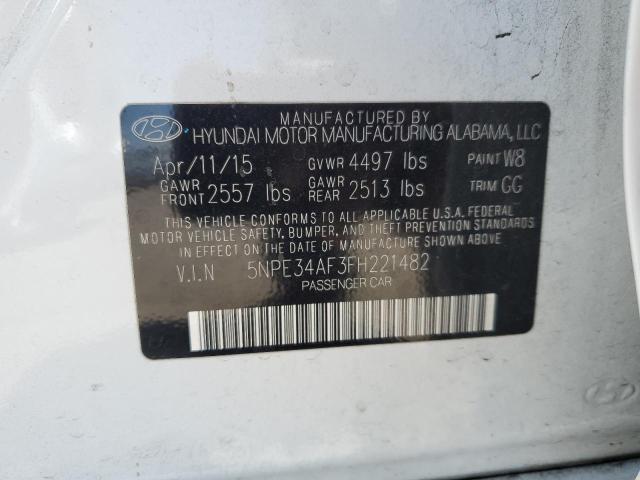 MANUFACTURED BY
HYUNDAI MOTOR MANUFACTURING ALABAMA, LLC
Apr/11/15 GVWR 4497 lbs PAINT W8
GAWR FRONT 2557 lbs GAWR REAR 2513 lbs TRIM GG
THIS VEHICLE CONFORMS TO ALL APPLICABLE U.S.A. FEDERAL
MOTOR VEHICLE SAFETY, BUMPER, AND THEFT PREVENTION STANDARDS
IN EFFECT ON THE DATE OF MANUFACTURE SHOWN ABOVE.
V.I.N 5NPE34AF3FH221482
PASSENGER CAR